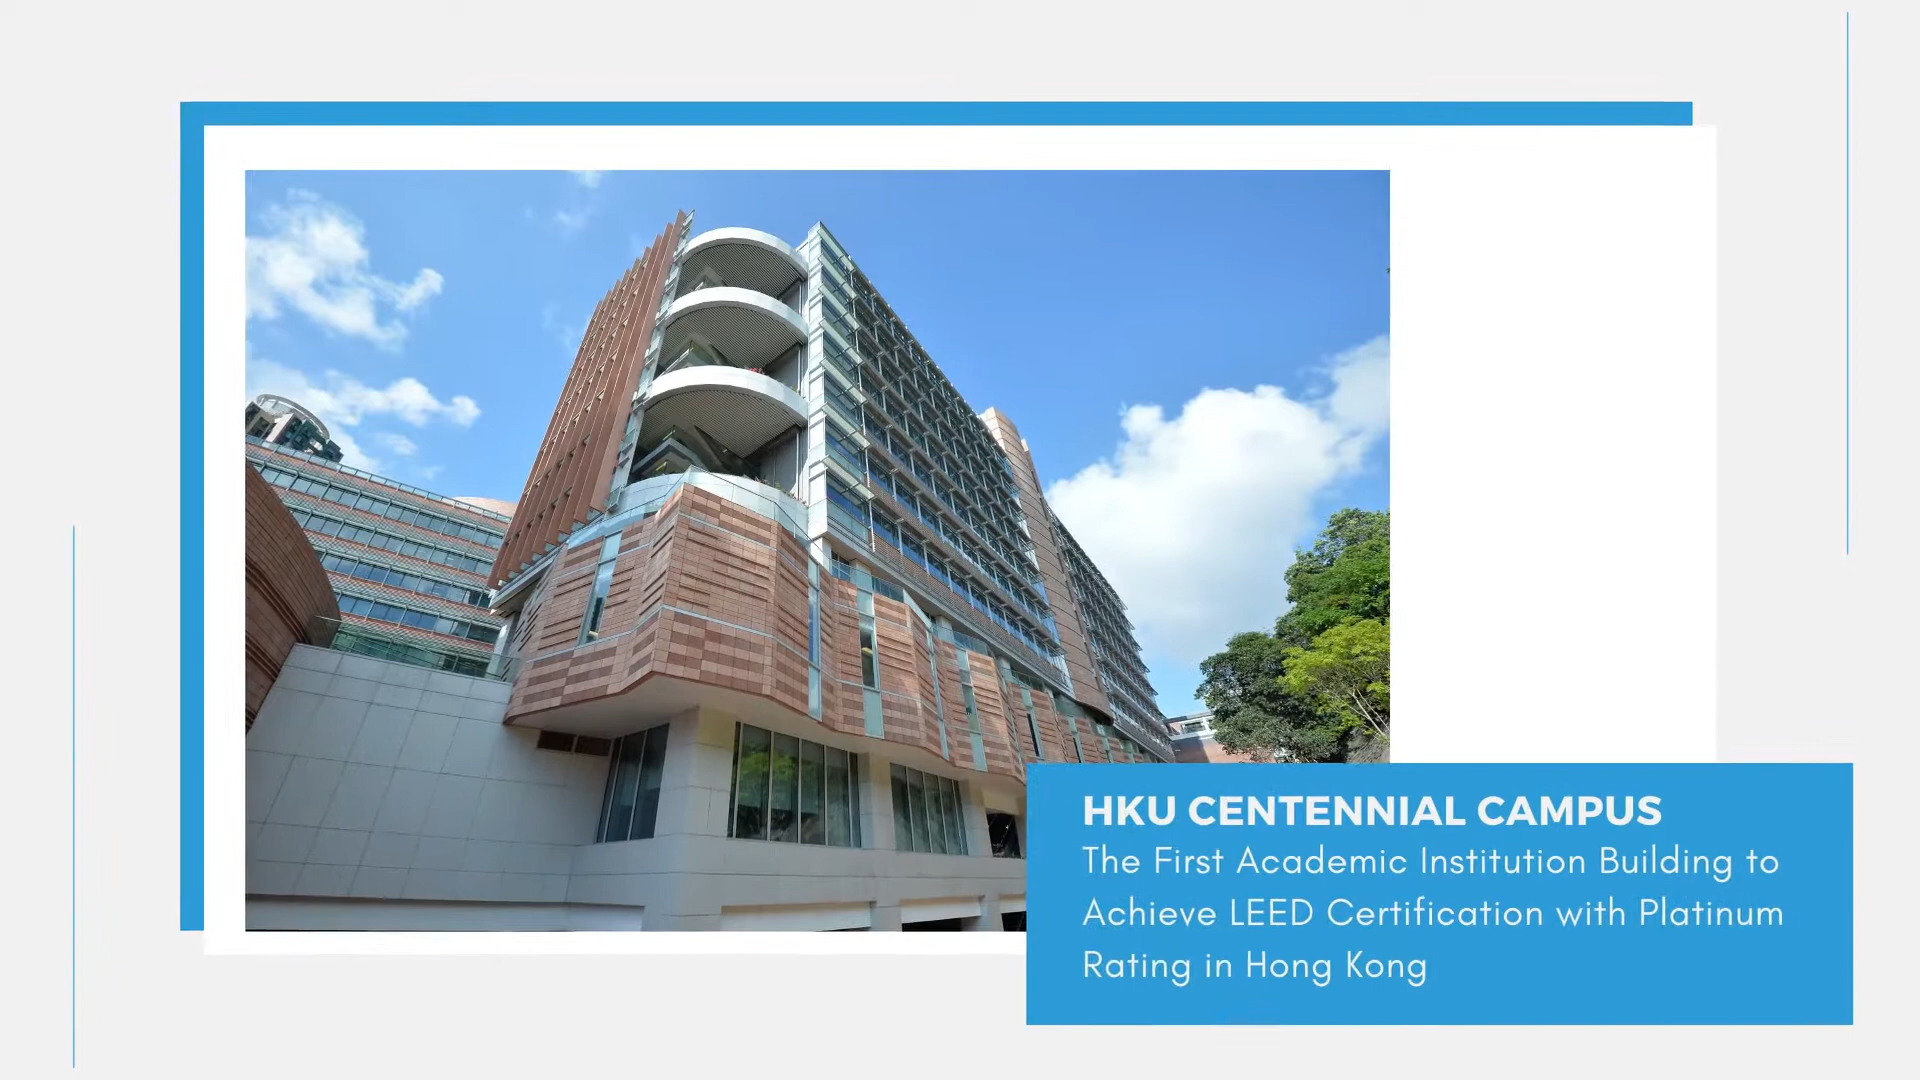 HKU CENTENNIAL CAMPUS
The First Academic Institution Building to
Achieve LEED Certification with Platinum
Rating in Hong Kong